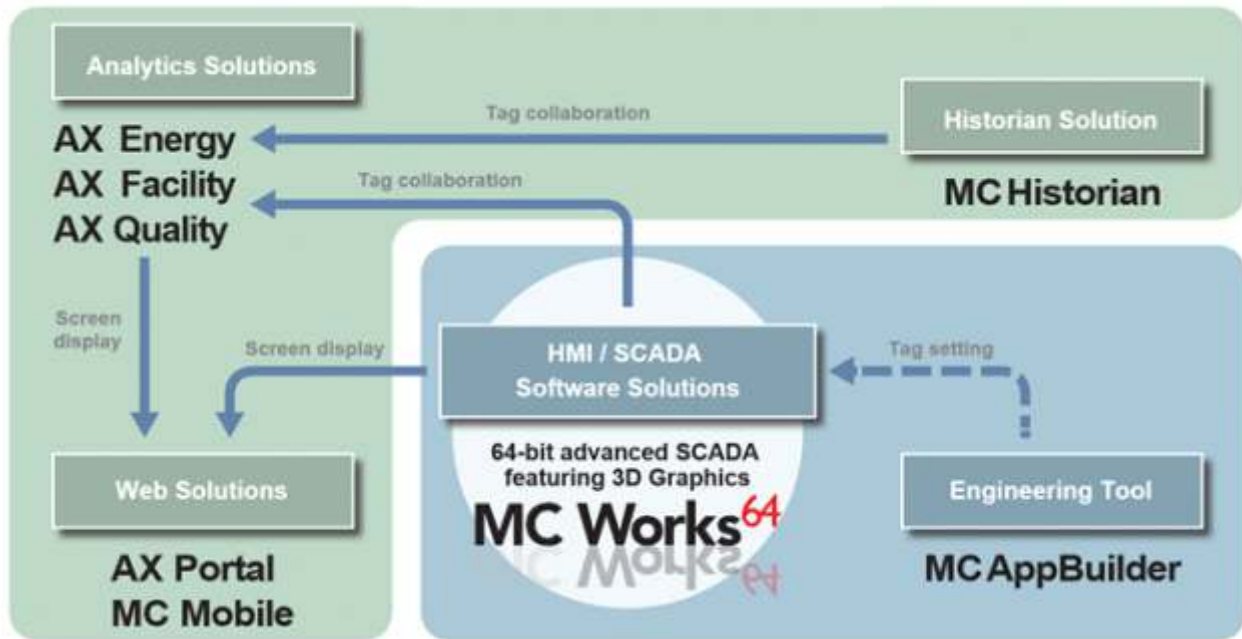 Analytics Solutions
AX Energy
AX Facility
AX Quality
Tag collaboration
Tag collaboration
Historian Solution
MC Historian
Screen
display
Screen display
HMI / SCADA
Software Solutions
Tag setting
64-bit advanced SCADA
featuring 3D Graphics
MC Works64
Web Solutions
AX Portal
MC Mobile
Engineering Tool
MC AppBuilder